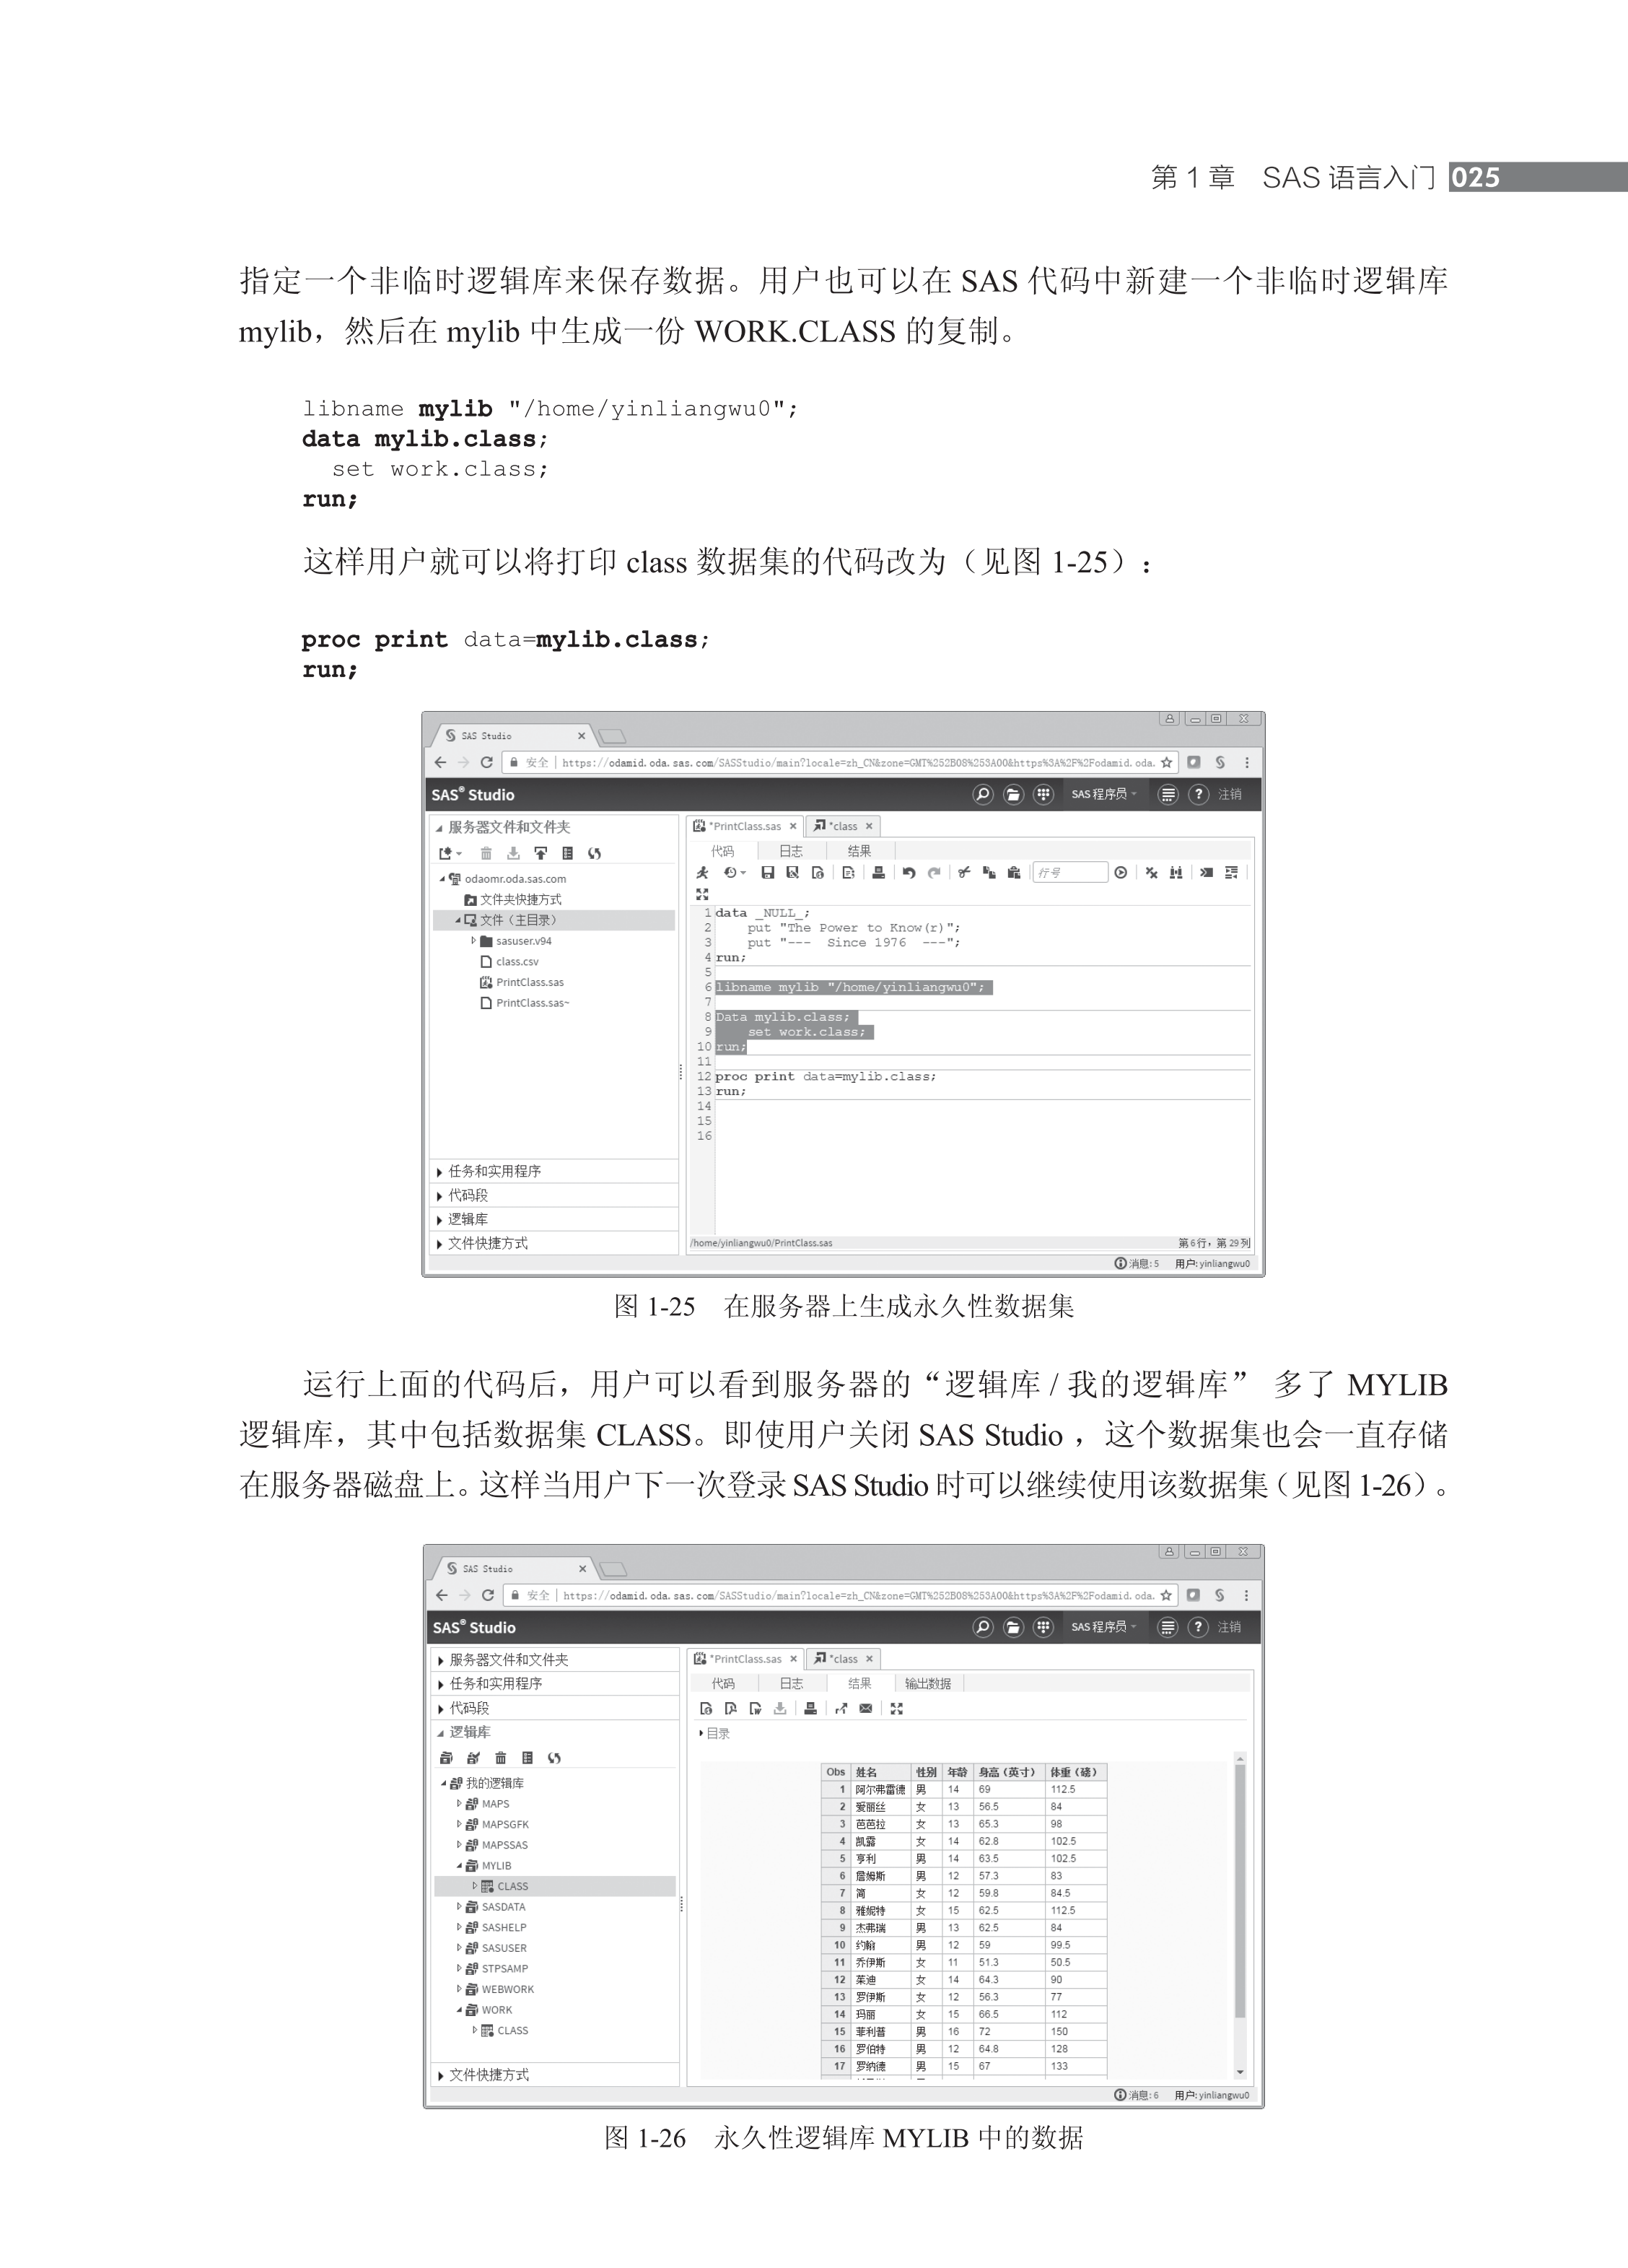 第 1 章　SAS 语言入门 025
指定一个非临时逻辑库来保存数据。用户也可以在 SAS 代码中新建一个非临时逻辑库
mylib，然后在 mylib 中生成一份 WORK.CLASS 的复制。
libname mylib "/home/yinliangwu0";
data mylib.class;
  set work.class;
run;
这样用户就可以将打印 class 数据集的代码改为（见图 1-25）：
proc print data=mylib.class;
run;
SAS Studio
安全 | https://odamid.oda.sas.com/SASStudio/main?locale=zh_CN&zone=GMT%252B08%253A00&https%3A%2F%2Fodamid.oda.
SAS® Studio
SAS 程序员
注销
服务器文件和文件夹
odaomr.oda.sas.com
文件夹快捷方式
文件（主目录）
sasuser.v94
class.csv
PrintClass.sas
PrintClass.sas~
任务和实用程序
代码段
逻辑库
文件快捷方式
*PrintClass.sas
*class
代码 日志 结果
行号
1 data _NULL_;
2     put "The Power to Know(r)";
3     put "---  Since 1976  ---";
4 run;
5
6 libname mylib "/home/yinliangwu0";
7
8 Data mylib.class;
9     set work.class;
10 run;
11
12 proc print data=mylib.class;
13 run;
14
15
16
/home/yinliangwu0/PrintClass.sas 第 6 行，第 29 列
消息: 5 用户: yinliangwu0
图 1-25　在服务器上生成永久性数据集
运行上面的代码后，用户可以看到服务器的“逻辑库 / 我的逻辑库” 多了 MYLIB
逻辑库，其中包括数据集 CLASS。即使用户关闭 SAS Studio ，这个数据集也会一直存储
在服务器磁盘上。这样当用户下一次登录 SAS Studio 时可以继续使用该数据集（见图 1-26）。
SAS Studio
安全 | https://odamid.oda.sas.com/SASStudio/main?locale=zh_CN&zone=GMT%252B08%253A00&https%3A%2F%2Fodamid.oda.
SAS® Studio
SAS 程序员
注销
服务器文件和文件夹
任务和实用程序
代码段
逻辑库
我的逻辑库
MAPS
MAPSGFK
MAPSSAS
MYLIB
CLASS
SASDATA
SASHELP
SASUSER
STPSAMP
WEBWORK
WORK
CLASS
文件快捷方式
*PrintClass.sas
*class
代码 日志 结果 输出数据
目录
Obs 姓名 性别 年龄 身高（英寸） 体重（磅）
1 阿尔弗雷德 男 14 69 112.5
2 爱丽丝 女 13 56.5 84
3 芭芭拉 女 13 65.3 98
4 凯露 女 14 62.8 102.5
5 亨利 男 14 63.5 102.5
6 詹姆斯 男 12 57.3 83
7 简 女 12 59.8 84.5
8 雅妮特 女 15 62.5 112.5
9 杰弗瑞 男 13 62.5 84
10 约翰 男 12 59 99.5
11 乔伊斯 女 11 51.3 50.5
12 茱迪 女 14 64.3 90
13 罗伊斯 女 12 56.3 77
14 玛丽 女 15 66.5 112
15 菲利普 男 16 72 150
16 罗伯特 男 12 64.8 128
17 罗纳德 男 15 67 133
消息: 6 用户: yinliangwu0
图 1-26　永久性逻辑库 MYLIB 中的数据